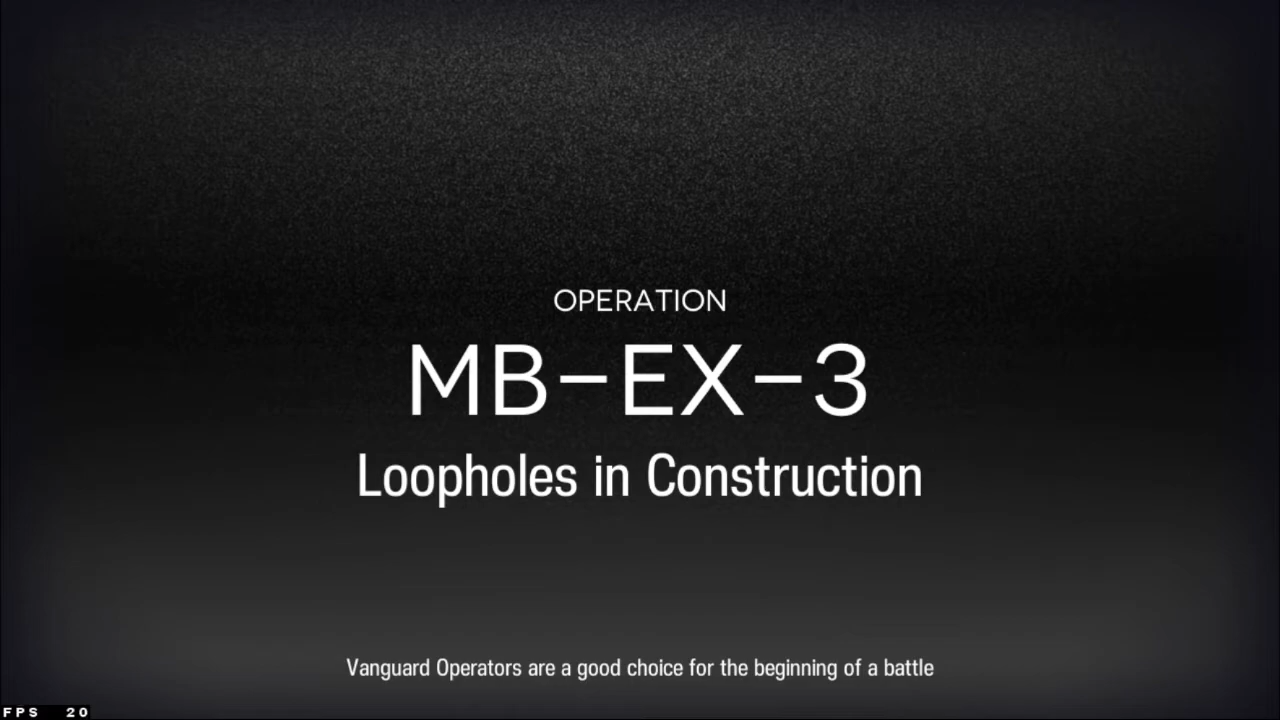 OPERATION
MB-EX-3
Loopholes in Construction
Vanguard Operators are a good choice for the beginning of a battle
FPS 20